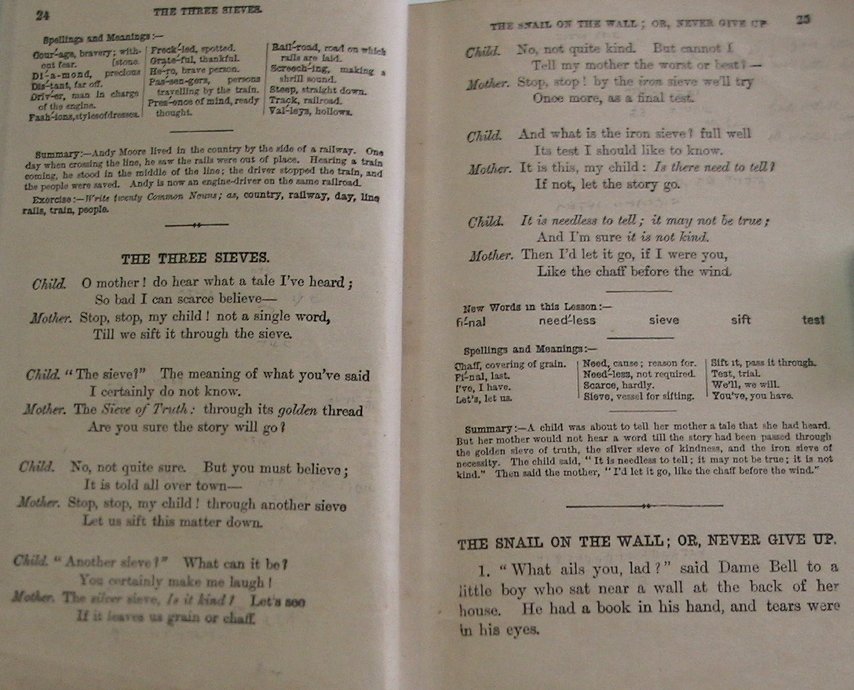 24 THE THREE SIEVES.
Spellings and Meanings:—
Cour-age, bravery; with-
out fear. [stone.
Di-a-mond, precious
Dis-tant, far off.
Driv-er, man in charge
of the engine.
Fash-ions, styles of dresses.
Freck-led, spotted.
Grate-ful, thankful.
He-ro, brave person.
Pas-sen-gers, persons
travelling by the train.
Pres-ence of mind, ready
thought.
Rail-road, road on which
rails are laid.
Screech-ing, making a
shrill sound.
Steep, straight down.
Track, railroad.
Val-leys, hollows.
Summary:—Andy Moore lived in the country by the side of a railway. One
day when crossing the line, he saw the rails were out of place. Hearing a train
coming, he stood in the middle of the line; the driver stopped the train, and
the people were saved. Andy is now an engine-driver on the same railroad.
Exercise:—Write twenty Common Nouns; as, country, railway, day, line
rails, train, people.
THE THREE SIEVES.
Child. O mother! do hear what a tale I've heard;
So bad I can scarce believe—
Mother. Stop, stop, my child! not a single word,
Till we sift it through the sieve.
Child. "The sieve?" The meaning of what you've said
I certainly do not know.
Mother. The Sieve of Truth: through its golden thread
Are you sure the story will go?
Child. No, not quite sure. But you must believe;
It is told all over town—
Mother. Stop, stop, my child! through another sieve
Let us sift this matter down.
Child. "Another sieve?" What can it be?
You certainly make me laugh!
Mother. The silver sieve, Is it kind? Let's see
If it leaves us grain or chaff.
THE SNAIL ON THE WALL; OR, NEVER GIVE UP. 25
Child. No, not quite kind. But cannot I
Tell my mother the worst or best?—
Mother. Stop, stop! by the iron sieve we'll try
Once more, as a final test.
Child. And what is the iron sieve? full well
Its test I should like to know.
Mother. It is this, my child: Is there need to tell?
If not, let the story go.
Child. It is needless to tell; it may not be true;
And I'm sure it is not kind.
Mother. Then I'd let it go, if I were you,
Like the chaff before the wind.
New Words in this Lesson:—
fi-nal need-less sieve sift test
Spellings and Meanings:—
Chaff, covering of grain.
Fi-nal, last.
I've, I have.
Let's, let us.
Need, cause; reason for.
Need-less, not required.
Scarce, hardly.
Sieve, vessel for sifting.
Sift it, pass it through.
Test, trial.
We'll, we will.
You've, you have.
Summary:—A child was about to tell her mother a tale that she had heard.
But her mother would not hear a word till the story had been passed through
the golden sieve of truth, the silver sieve of kindness, and the iron sieve of
necessity. The child said, "It is needless to tell; it may not be true; it is not
kind." Then said the mother, "I'd let it go, like the chaff before the wind."
THE SNAIL ON THE WALL; OR, NEVER GIVE UP.
1. "What ails you, lad?" said Dame Bell to a
little boy who sat near a wall at the back of her
house. He had a book in his hand, and tears were
in his eyes.